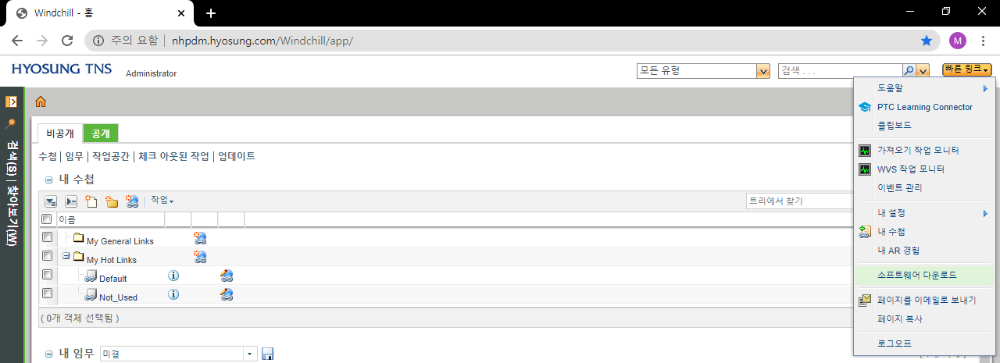 Windchill - 홈
주의 요함 | nhpdm.hyosung.com/Windchill/app/
M
HYOSUNG TNS
Administrator
모든 유형
검색 . . .
빠른 링크
도움말
PTC Learning Connector
클립보드
가져오기 작업 모니터
WVS 작업 모니터
이벤트 관리
내 설정
내 수첩
내 AR 경험
소프트웨어 다운로드
페이지를 이메일로 보내기
페이지 복사
로그오프
검색(S) | 찾아보기(W)
비공개
공개
수첩 | 임무 | 작업공간 | 체크 아웃된 작업 | 업데이트
내 수첩
작업
트리에서 찾기
이름
My General Links
My Hot Links
Default
Not_Used
( 0개 객체 선택됨 )
내 임무
미결